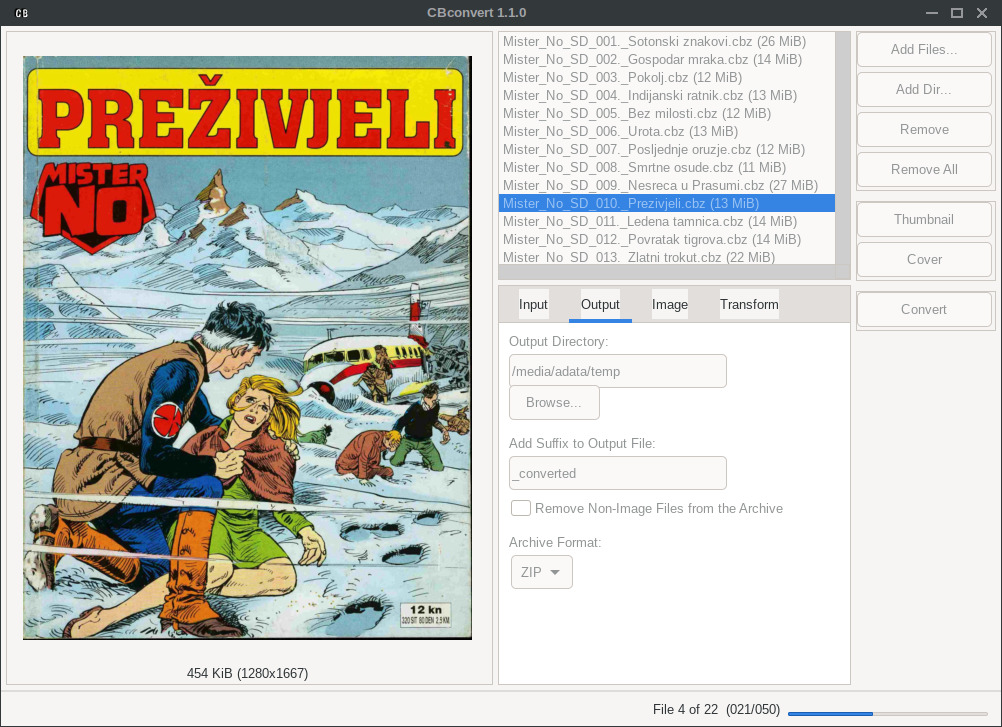 CB
CBconvert 1.1.0
PREŽIVJELI
MISTER
NO
12 kn
320 SIT 80 DEN 2,5 KM
454 KiB (1280x1667)
Mister_No_SD_001._Sotonski znakovi.cbz (26 MiB)
Mister_No_SD_002._Gospodar mraka.cbz (14 MiB)
Mister_No_SD_003._Pokolj.cbz (12 MiB)
Mister_No_SD_004._Indijanski ratnik.cbz (13 MiB)
Mister_No_SD_005._Bez milosti.cbz (12 MiB)
Mister_No_SD_006._Urota.cbz (13 MiB)
Mister_No_SD_007._Posljednje oruzje.cbz (12 MiB)
Mister_No_SD_008._Smrtne osude.cbz (11 MiB)
Mister_No_SD_009._Nesreca u Prasumi.cbz (27 MiB)
Mister_No_SD_010._Prezivjeli.cbz (13 MiB)
Mister_No_SD_011._Ledena tamnica.cbz (14 MiB)
Mister_No_SD_012._Povratak tigrova.cbz (14 MiB)
Mister_No_SD_013._Zlatni trokut.cbz (22 MiB)
Input Output Image Transform
Output Directory:
/media/adata/temp
Browse...
Add Suffix to Output File:
_converted
Remove Non-Image Files from the Archive
Archive Format:
ZIP
Add Files...
Add Dir...
Remove
Remove All
Thumbnail
Cover
Convert
File 4 of 22 (021/050)